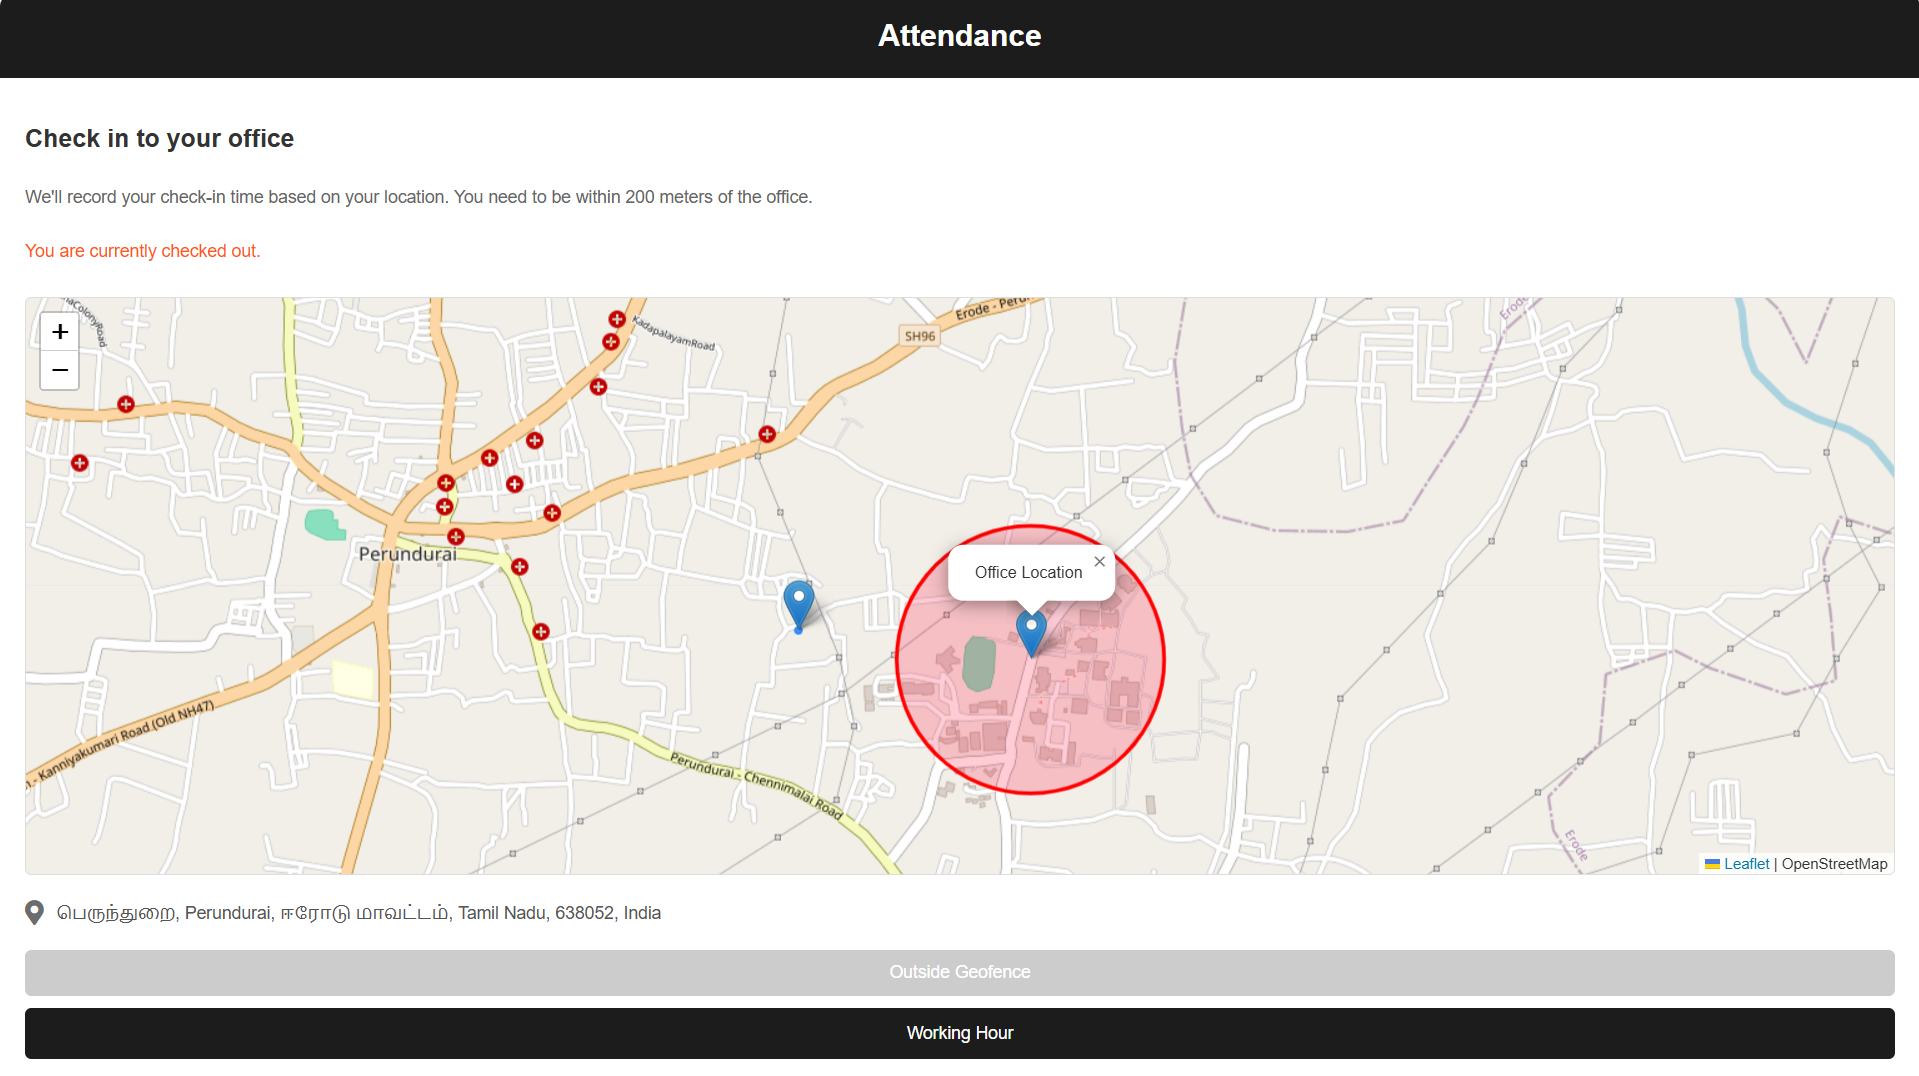 Attendance
Check in to your office
We'll record your check-in time based on your location. You need to be within 200 meters of the office.
You are currently checked out.
+
−
KadapalayamRoad
SH96
Erode - Peru
Erode
Perundurai
Office Location ×
- Kanniyakumari Road (Old NH47)
Perundurai - Chennimalai Road
Erode
Leaflet | OpenStreetMap
பெருந்துறை, Perundurai, ஈரோடு மாவட்டம், Tamil Nadu, 638052, India
Outside Geofence
Working Hour